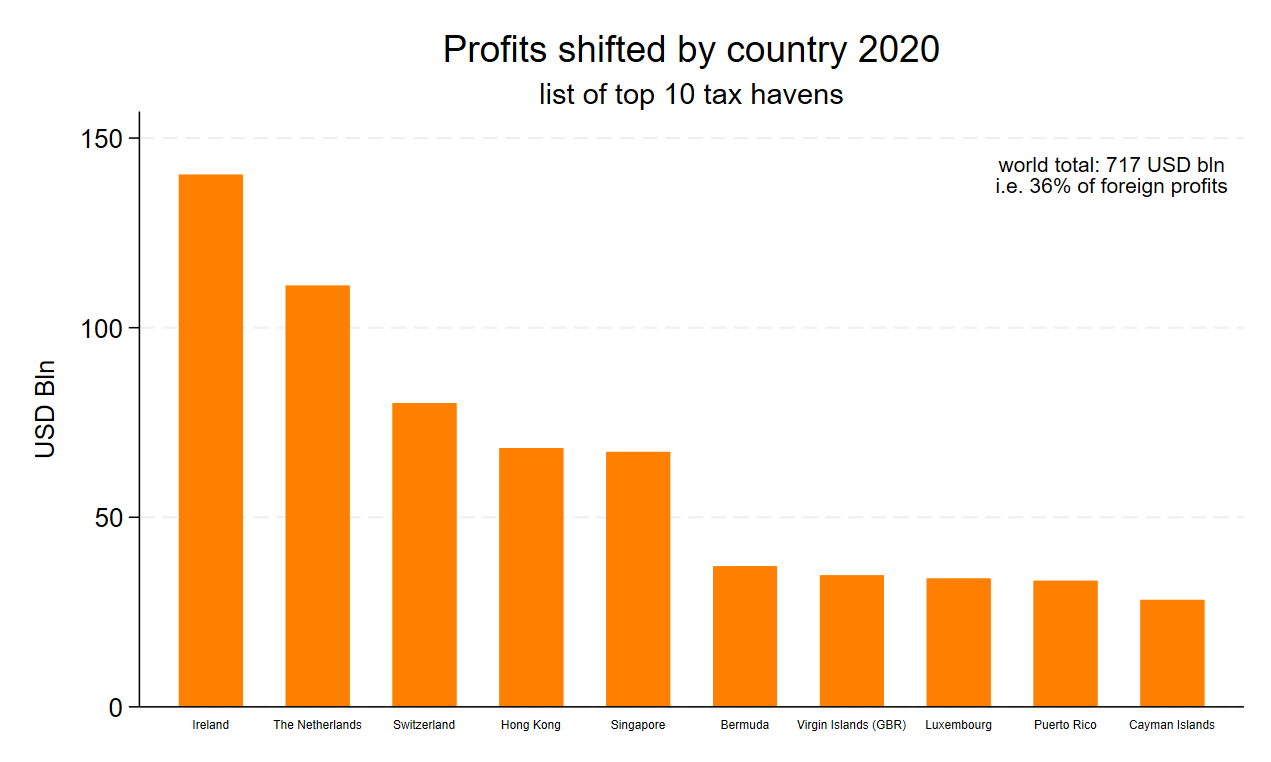 Profits shifted by country 2020
list of top 10 tax havens
world total: 717 USD bln
i.e. 36% of foreign profits
USD Bln
150
100
50
0
Ireland
The Netherlands
Switzerland
Hong Kong
Singapore
Bermuda
Virgin Islands (GBR)
Luxembourg
Puerto Rico
Cayman Islands